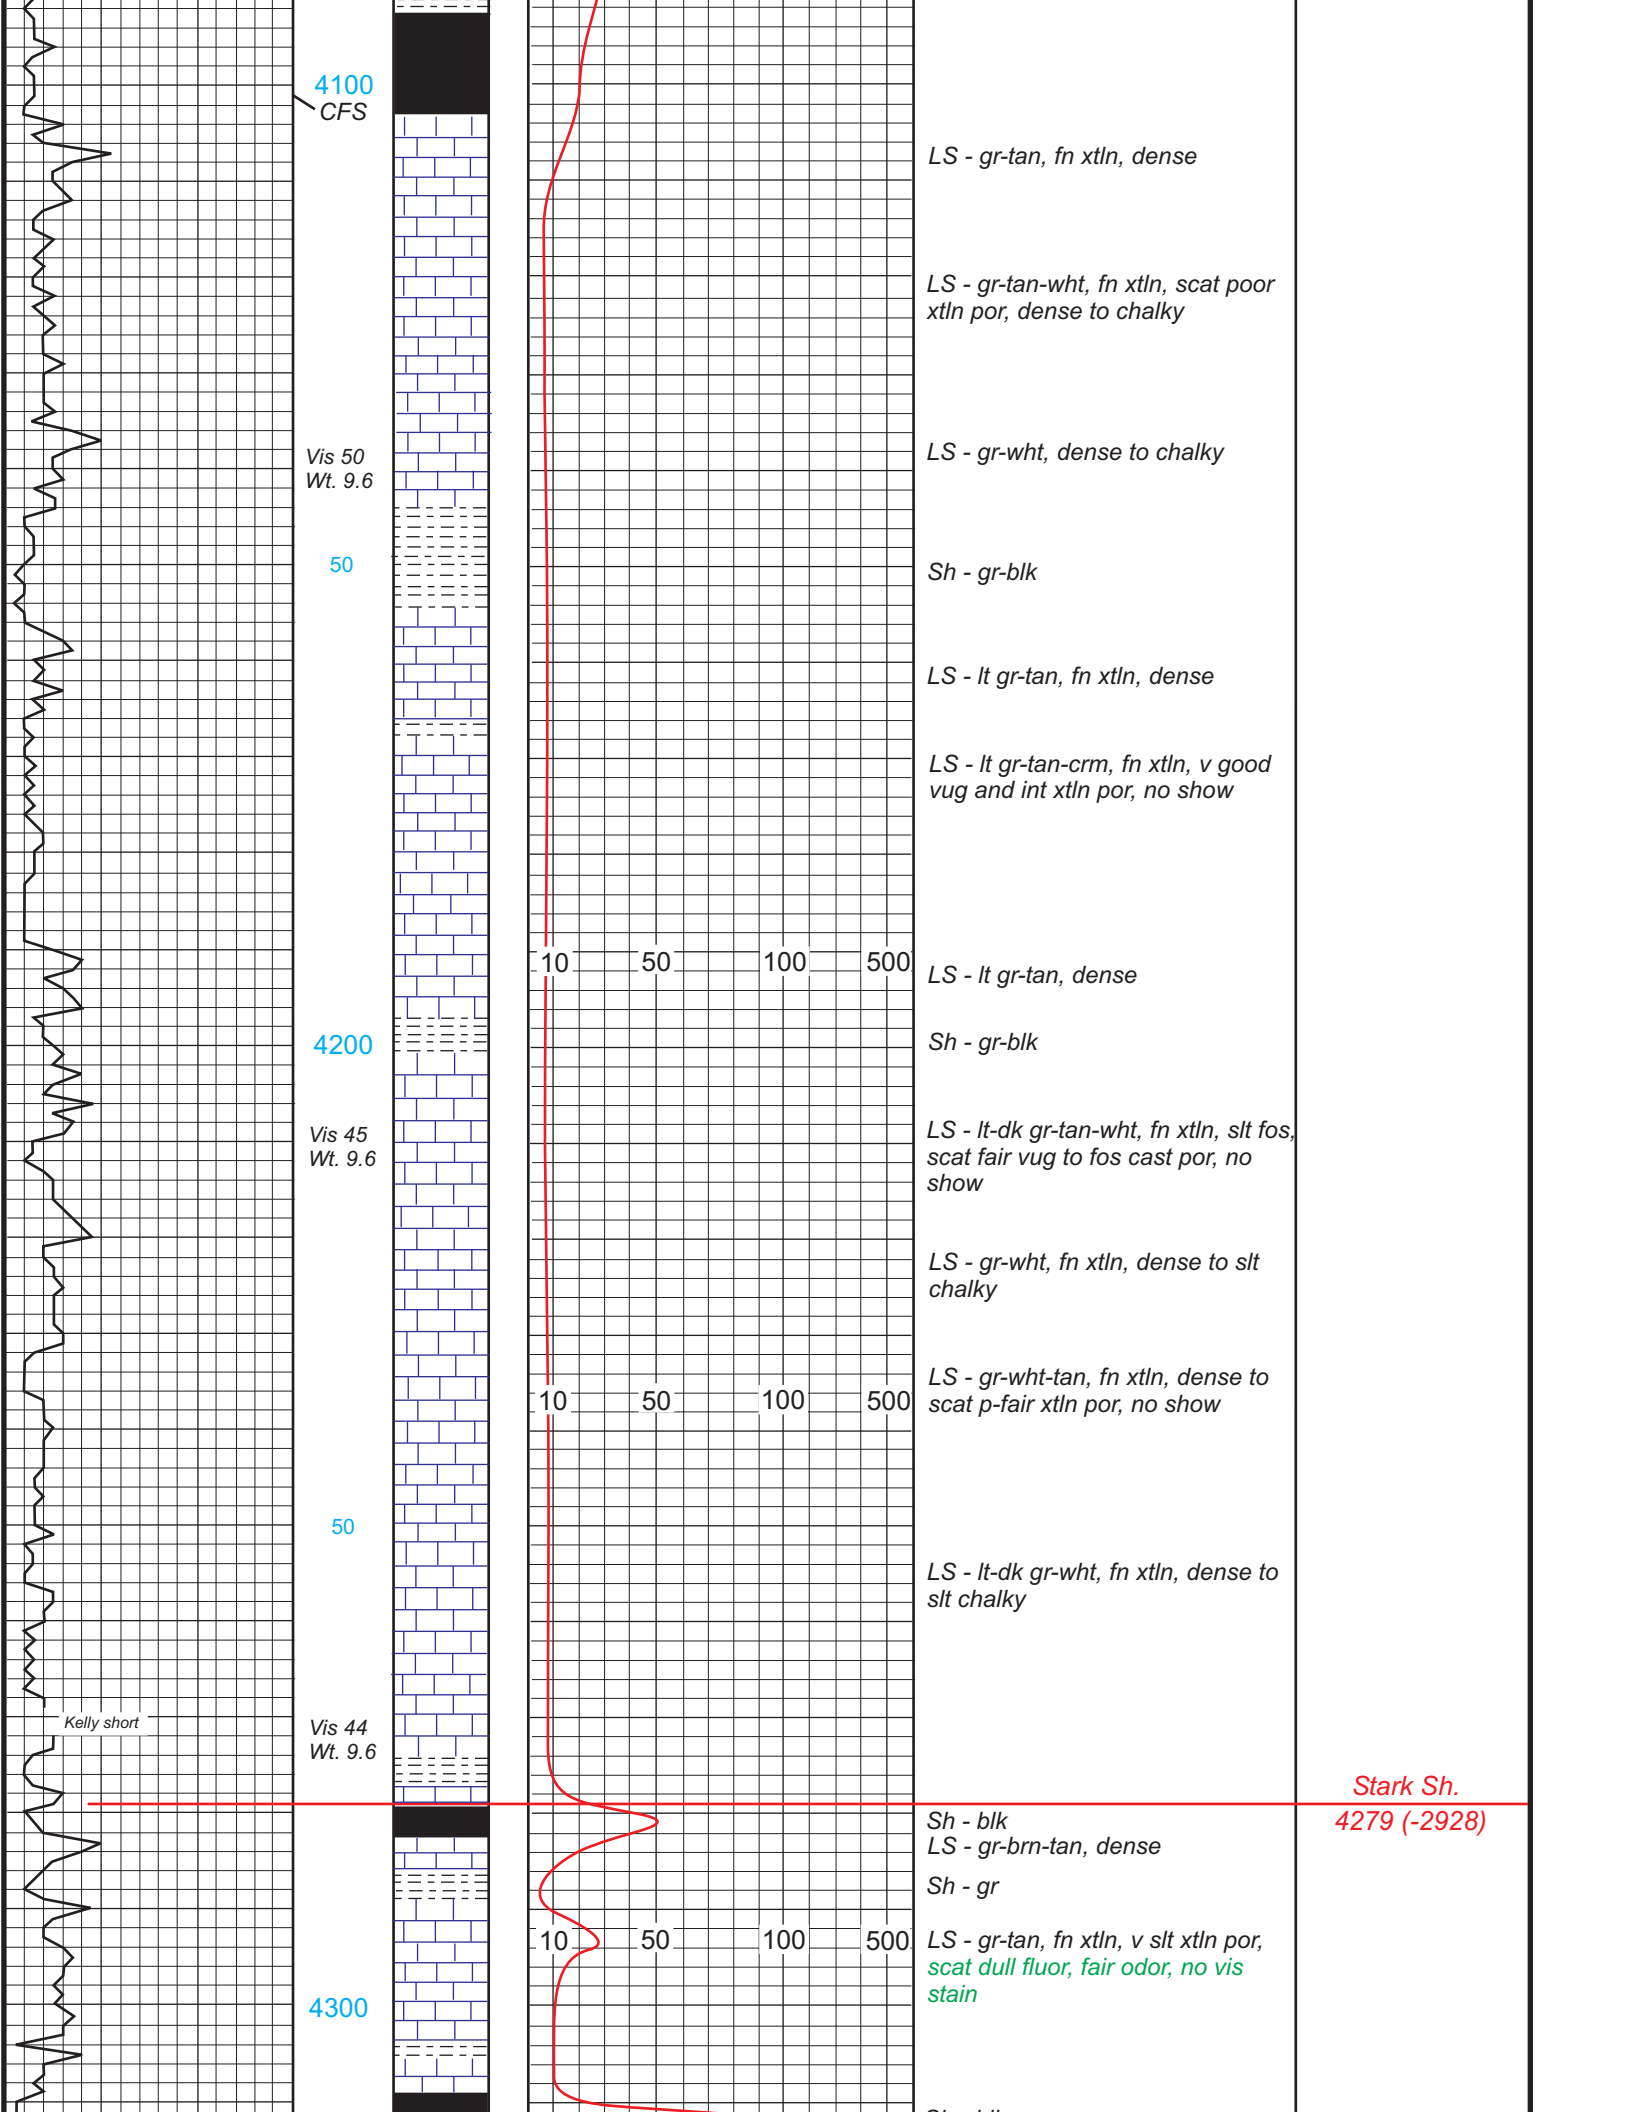 4100
CFS
LS - gr-tan, fn xtln, dense
LS - gr-tan-wht, fn xtln, scat poor
xtln por, dense to chalky
Vis 50
Wt. 9.6
LS - gr-wht, dense to chalky
50
Sh - gr-blk
LS - lt gr-tan, fn xtln, dense
LS - lt gr-tan-crm, fn xtln, v good
vug and int xtln por, no show
10 50 100 500
LS - lt gr-tan, dense
4200
Sh - gr-blk
Vis 45
Wt. 9.6
LS - lt-dk gr-tan-wht, fn xtln, slt fos,
scat fair vug to fos cast por, no
show
LS - gr-wht, fn xtln, dense to slt
chalky
LS - gr-wht-tan, fn xtln, dense to
scat p-fair xtln por, no show
10 50 100 500
50
LS - lt-dk gr-wht, fn xtln, dense to
slt chalky
Kelly short
Vis 44
Wt. 9.6
Stark Sh.
4279 (-2928)
Sh - blk
LS - gr-brn-tan, dense
Sh - gr
10 50 100 500
LS - gr-tan, fn xtln, v slt xtln por,
scat dull fluor, fair odor, no vis
stain
4300